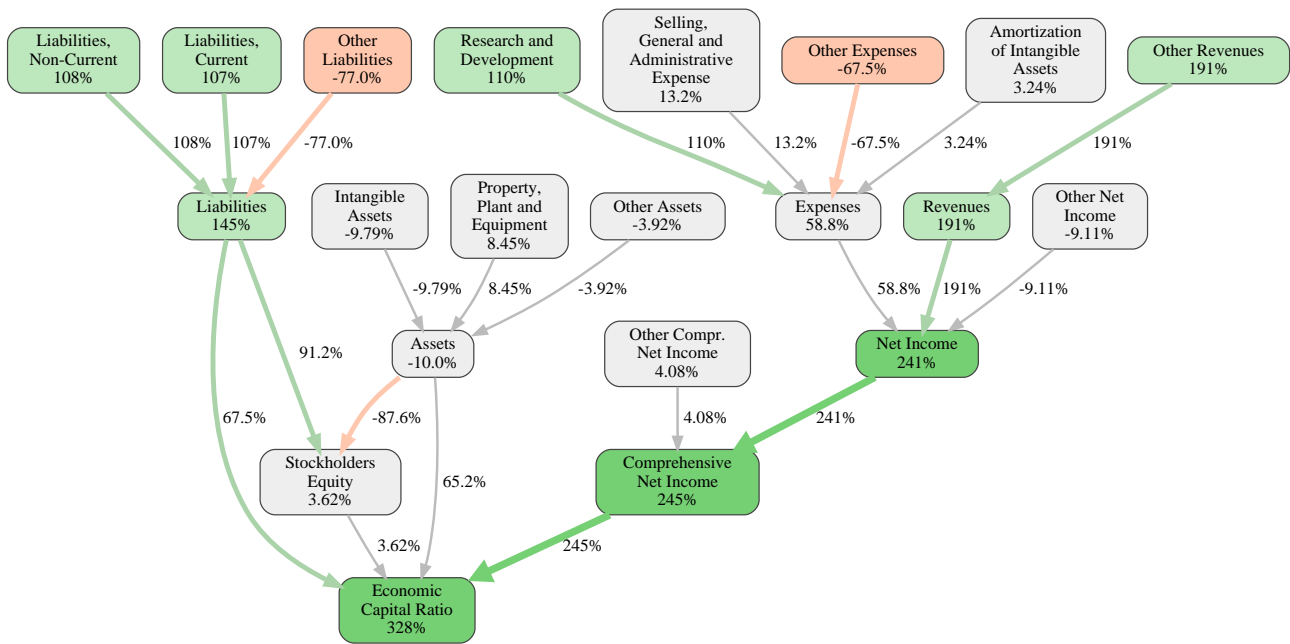 Liabilities,
Non-Current
108%
Liabilities,
Current
107%
Other
Liabilities
-77.0%
Research and
Development
110%
Selling,
General and
Administrative
Expense
13.2%
Other Expenses
-67.5%
Amortization
of Intangible
Assets
3.24%
Other Revenues
191%
108%
107%
-77.0%
110%
13.2%
-67.5%
3.24%
191%
Liabilities
145%
Intangible
Assets
-9.79%
Property,
Plant and
Equipment
8.45%
Other Assets
-3.92%
Expenses
58.8%
Revenues
191%
Other Net
Income
-9.11%
-9.79%
8.45%
-3.92%
58.8%
191%
-9.11%
91.2%
Assets
-10.0%
Other Compr.
Net Income
4.08%
Net Income
241%
67.5%
-87.6%
4.08%
241%
Stockholders
Equity
3.62%
65.2%
Comprehensive
Net Income
245%
3.62%
245%
Economic
Capital Ratio
328%